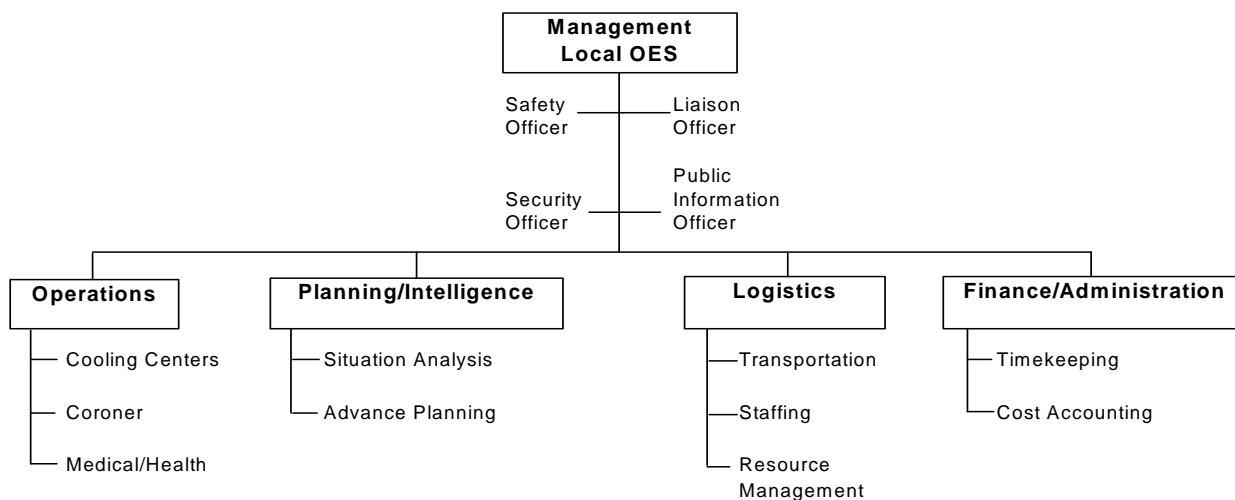 Management
Local OES
Safety
Officer
Liaison
Officer
Security
Officer
Public
Information
Officer
Operations
Planning/Intelligence
Logistics
Finance/Administration
Cooling Centers
Coroner
Medical/Health
Situation Analysis
Advance Planning
Transportation
Staffing
Resource
Management
Timekeeping
Cost Accounting